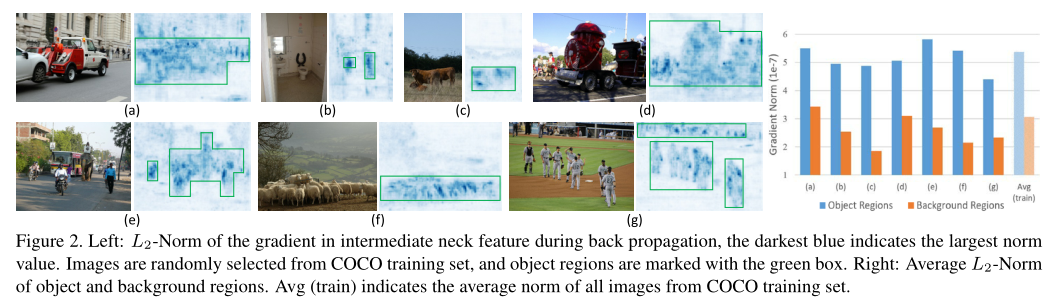 (a)
(b)
(c)
(d)
(e)
(f)
(g)
Gradient Norm (1e-7)
6
5
4
3
2
1
(a) (b) (c) (d) (e) (f) (g) Avg
(train)
Object Regions Background Regions
Figure 2. Left: L2-Norm of the gradient in intermediate neck feature during back propagation, the darkest blue indicates the largest norm
value. Images are randomly selected from COCO training set, and object regions are marked with the green box. Right: Average L2-Norm
of object and background regions. Avg (train) indicates the average norm of all images from COCO training set.